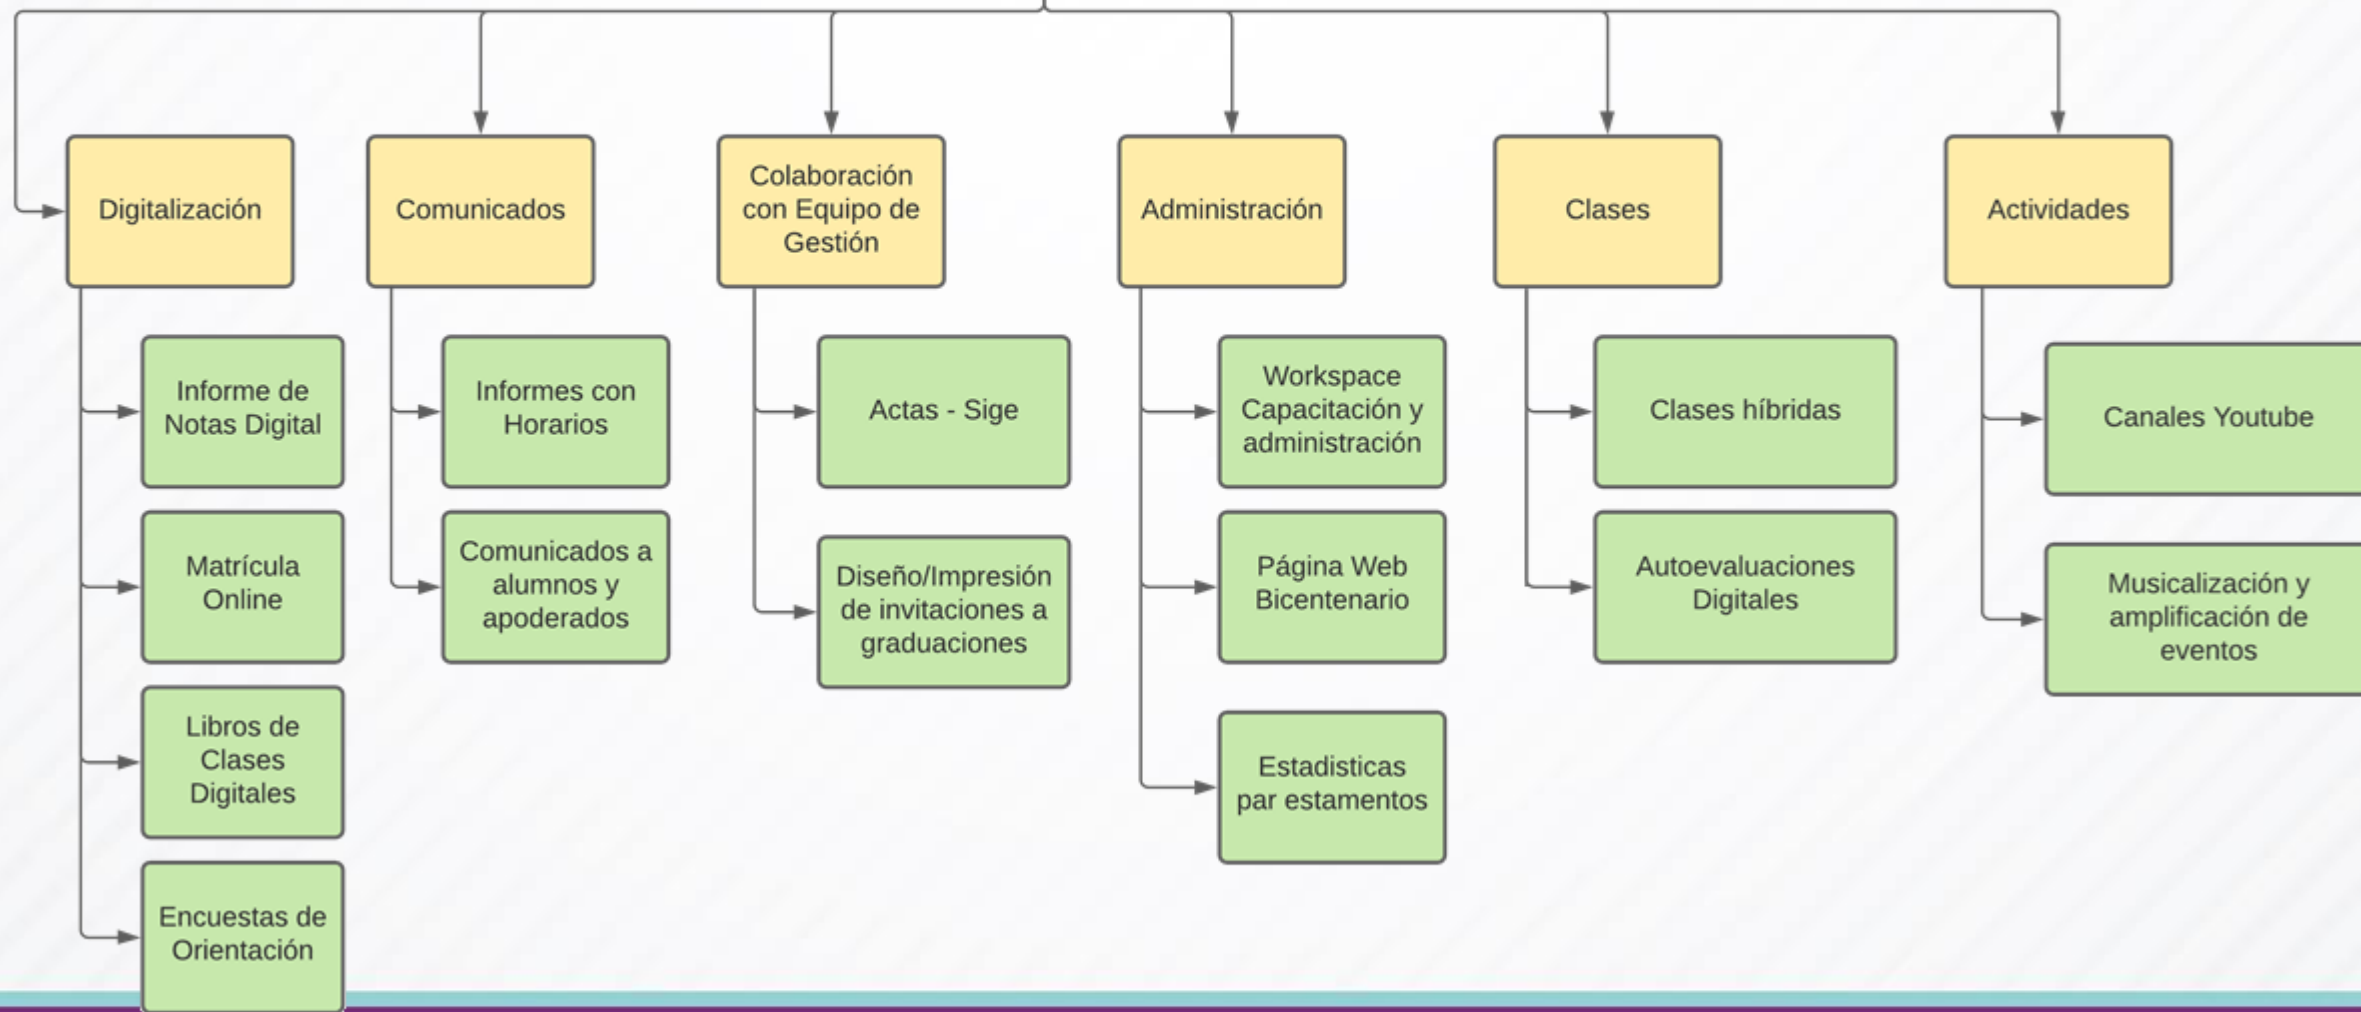 Digitalización
Comunicados
Colaboración
con Equipo de
Gestión
Administración
Clases
Actividades
Informe de
Notas Digital
Matrícula
Online
Libros de
Clases
Digitales
Encuestas de
Orientación
Informes con
Horarios
Comunicados a
alumnos y
apoderados
Actas - Sige
Diseño/Impresión
de invitaciones a
graduaciones
Workspace
Capacitación y
administración
Página Web
Bicentenario
Estadisticas
par estamentos
Clases híbridas
Autoevaluaciones
Digitales
Canales Youtube
Musicalización y
amplificación de
eventos